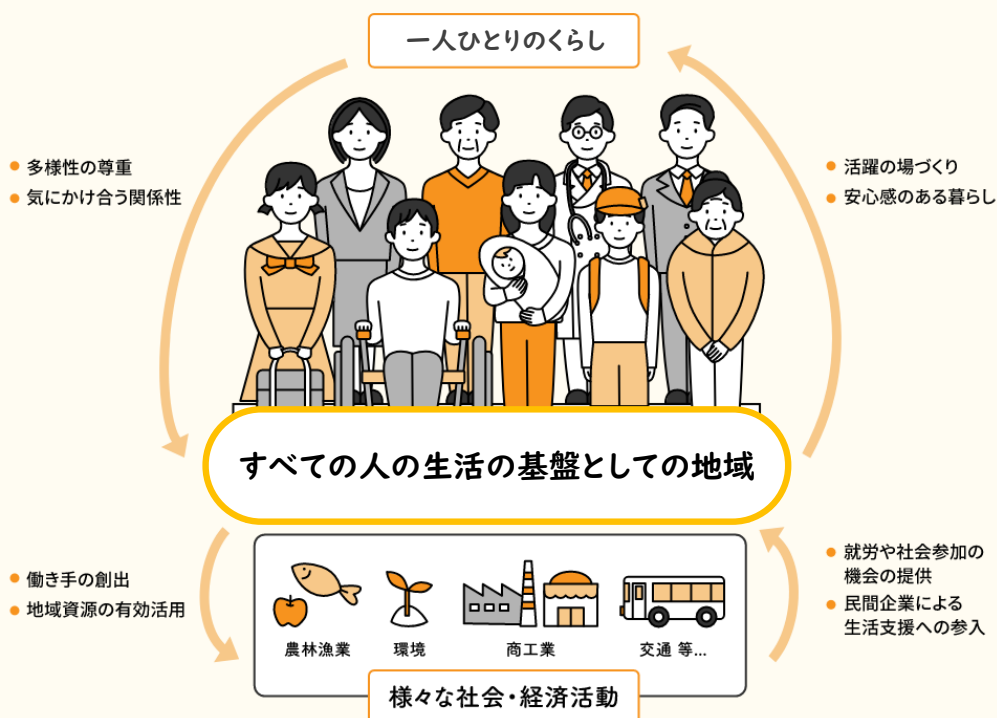 一人ひとりのくらし
多様性の尊重
気にかけ合う関係性
活躍の場づくり
安心感のある暮らし
すべての人の生活の基盤としての地域
働き手の創出
地域資源の有効活用
就労や社会参加の
機会の提供
民間企業による
生活支援への参入
農林漁業
環境
商工業
交通 等...
様々な社会・経済活動